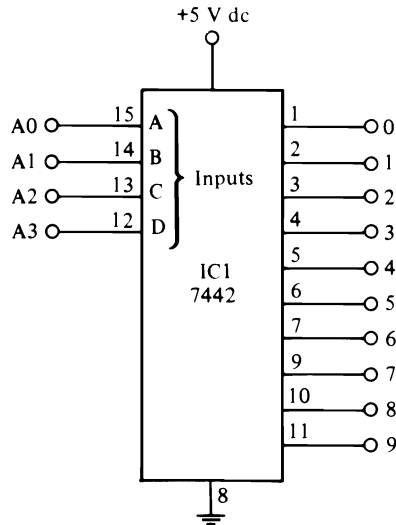 +5 V dc
A0 15 A 1 0
A1 14 B 2 1
Inputs
A2 13 C 3 2
A3 12 D 4 3
IC1
5 4
7442
6 5
7 6
9 7
10 8
11 9
8